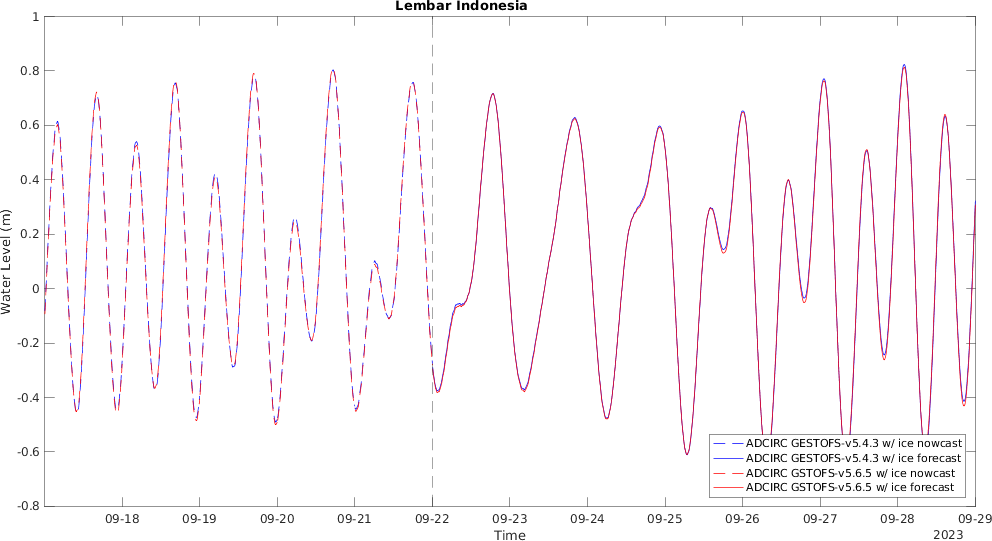 Lembar Indonesia
1
0.8
0.6
0.4
0.2
0
-0.2
-0.4
-0.6
-0.8
Water Level (m)
ADCIRC GESTOFS-v5.4.3 w/ ice nowcast
ADCIRC GESTOFS-v5.4.3 w/ ice forecast
ADCIRC GSTOFS-v5.6.5 w/ ice nowcast
ADCIRC GSTOFS-v5.6.5 w/ ice forecast
09-18 09-19 09-20 09-21 09-22 09-23 09-24 09-25 09-26 09-27 09-28 09-29
Time
2023